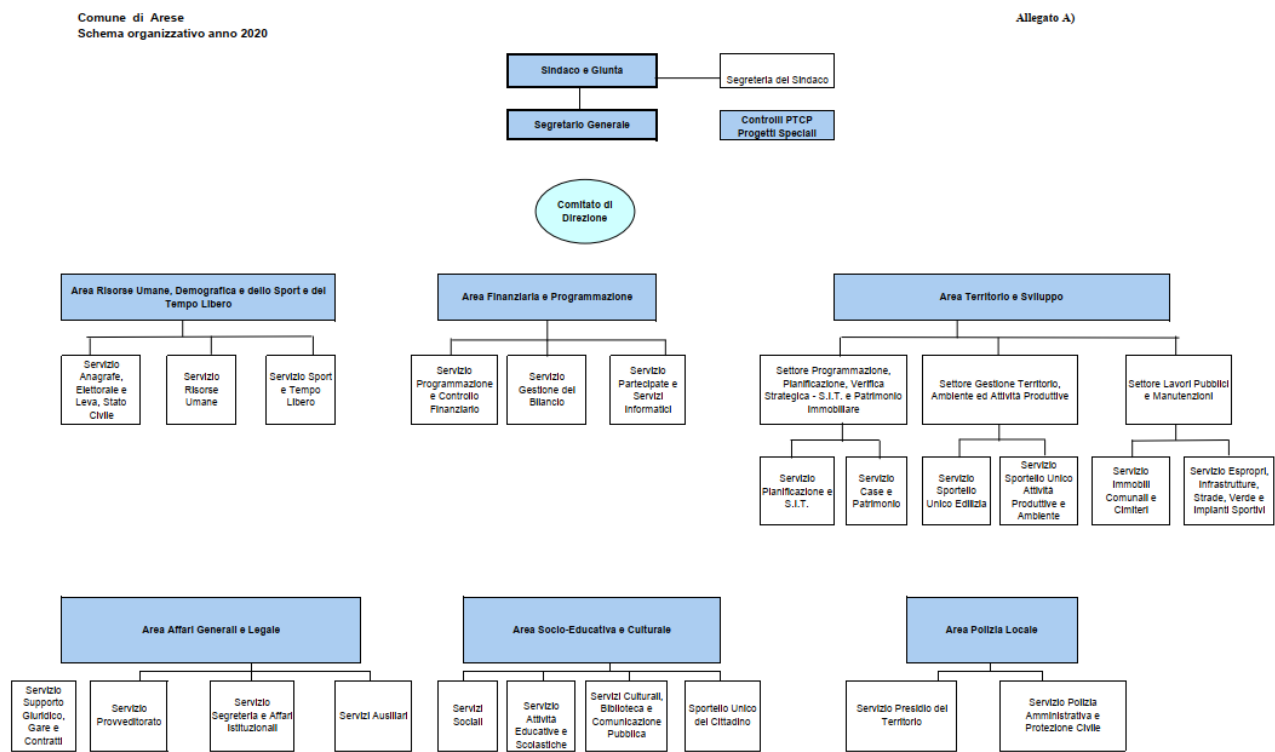 Comune di Arese
Schema organizzativo anno 2020
Allegato A)
Sindaco e Giunta
Segreteria del Sindaco
Segretario Generale
Controlli PTCP
Progetti Speciali
Comitato di
Direzione
Area Risorse Umane, Demografica e dello Sport e del
Tempo Libero
Area Finanziaria e Programmazione
Area Territorio e Sviluppo
Servizio
Anagrafe,
Elettorale e
Leva, Stato
Civile
Servizio
Risorse
Umane
Servizio Sport
e Tempo
Libero
Servizio
Programmazione
e Controllo
Finanziario
Servizio
Gestione del
Bilancio
Servizio
Partecipate e
Servizi
Informatici
Settore Programmazione,
Pianificazione, Verifica
Strategica - S.I.T. e Patrimonio
Immobiliare
Settore Gestione Territorio,
Ambiente ed Attività Produttive
Settore Lavori Pubblici
e Manutenzioni
Servizio
Pianificazione e
S.I.T.
Servizio
Case e
Patrimonio
Servizio
Sportello
Unico Edilizia
Servizio
Sportello Unico
Attività
Produttive e
Ambiente
Servizio
Immobili
Comunali e
Cimiteri
Servizio Espropri,
Infrastrutture,
Strade, Verde e
Impianti Sportivi
Area Affari Generali e Legale
Area Socio-Educativa e Culturale
Area Polizia Locale
Servizio
Supporto
Giuridico,
Gare e
Contratti
Servizio
Provveditorato
Servizio
Segreteria e Affari
Istituzionali
Servizi Ausiliari
Servizi
Sociali
Servizio
Attività
Educative e
Scolastiche
Servizi Culturali,
Biblioteca e
Comunicazione
Pubblica
Sportello Unico
del Cittadino
Servizio Presidio del
Territorio
Servizio Polizia
Amministrativa e
Protezione Civile